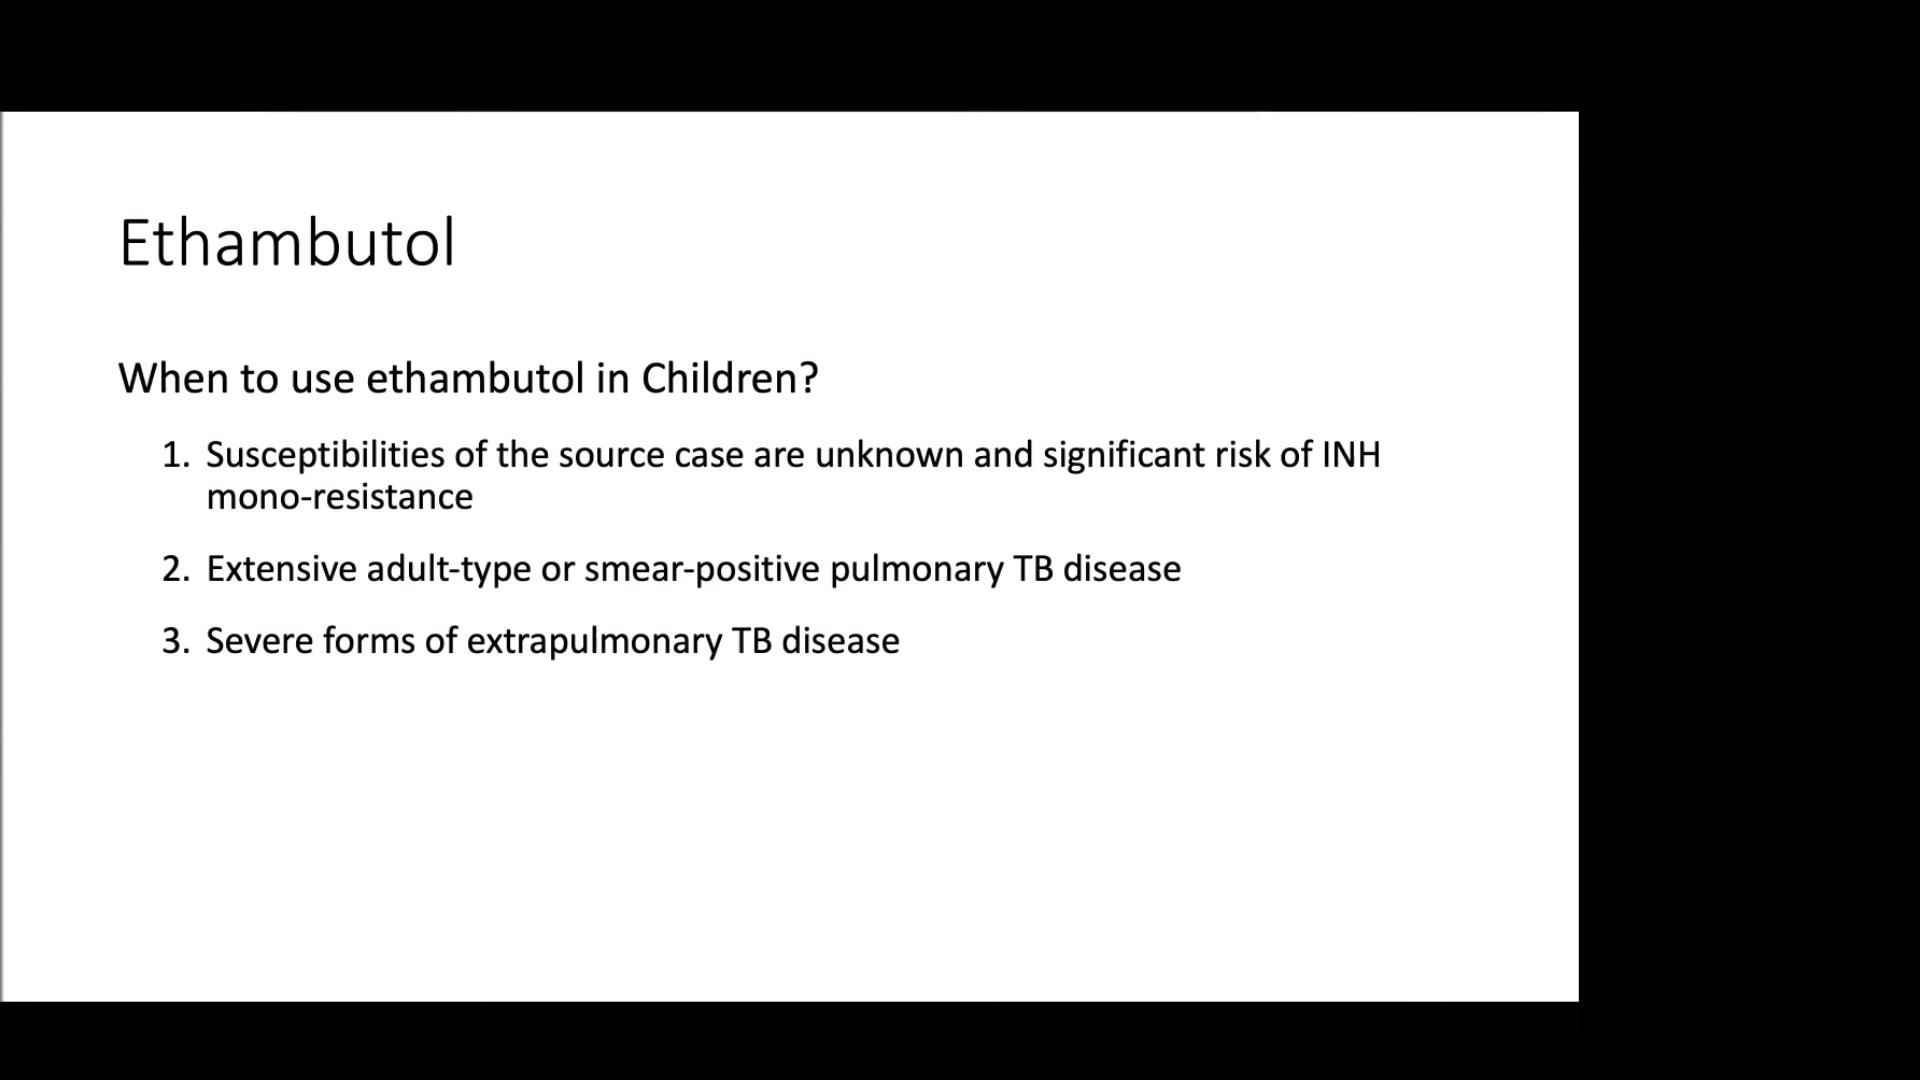 Ethambutol
When to use ethambutol in Children?
1. Susceptibilities of the source case are unknown and significant risk of INH
mono-resistance
2. Extensive adult-type or smear-positive pulmonary TB disease
3. Severe forms of extrapulmonary TB disease